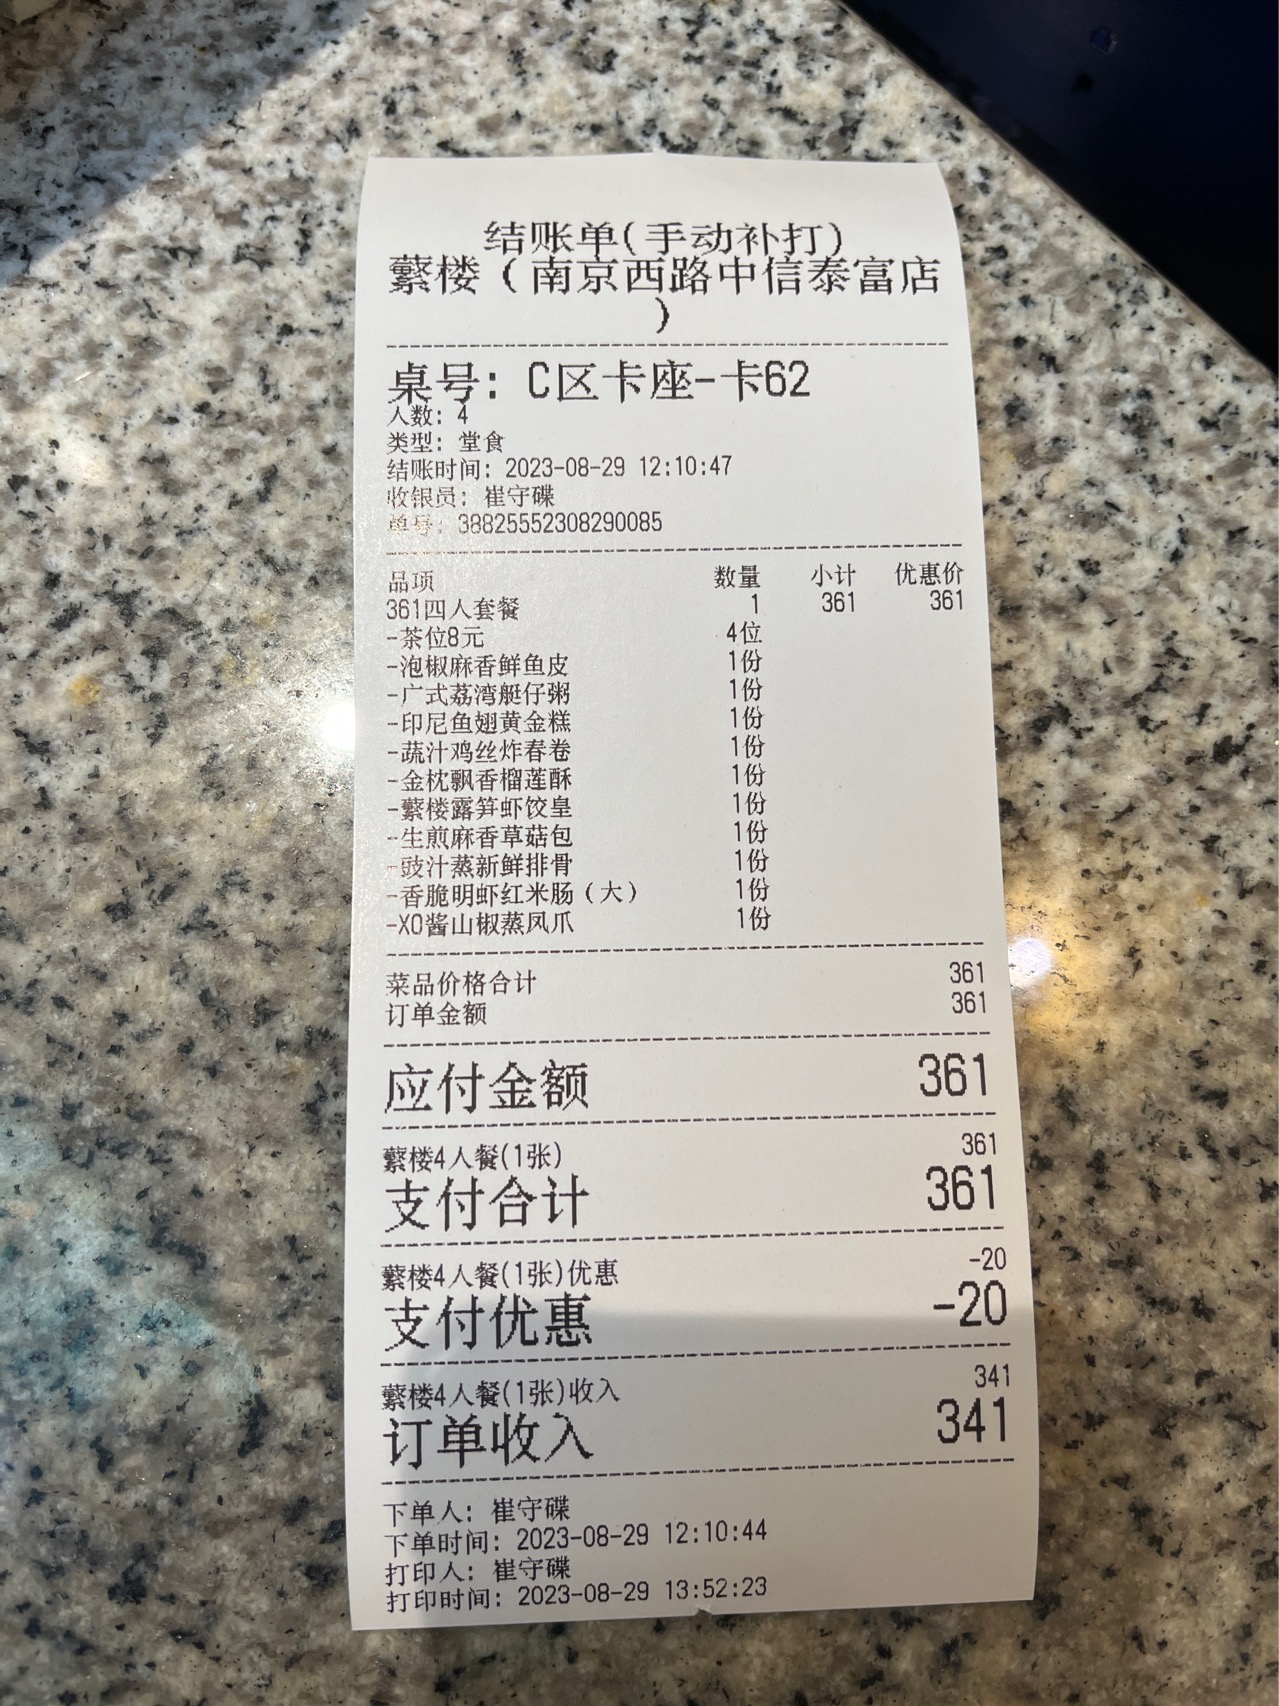 结账单(手动补打)
蘩楼（南京西路中信泰富店
）
桌号: C区卡座-卡62
人数: 4
类型: 堂食
结账时间: 2023-08-29 12:10:47
收银员: 崔守碟
单号: 38825552308290085
品项 数量 小计 优惠价
361四人套餐 1 361 361
-茶位8元 4位
-泡椒麻香鲜鱼皮 1份
-广式荔湾艇仔粥 1份
-印尼鱼翅黄金糕 1份
-蔬汁鸡丝炸春卷 1份
-金枕飘香榴莲酥 1份
-蘩楼露笋虾饺皇 1份
-生煎麻香草菇包 1份
-豉汁蒸新鲜排骨 1份
-香脆明虾红米肠（大） 1份
-XO酱山椒蒸凤爪 1份
菜品价格合计 361
订单金额 361
应付金额 361
蘩楼4人餐(1张) 361
支付合计 361
蘩楼4人餐(1张)优惠 -20
支付优惠 -20
蘩楼4人餐(1张)收入 341
订单收入 341
下单人: 崔守碟
下单时间: 2023-08-29 12:10:44
打印人: 崔守碟
打印时间: 2023-08-29 13:52:23